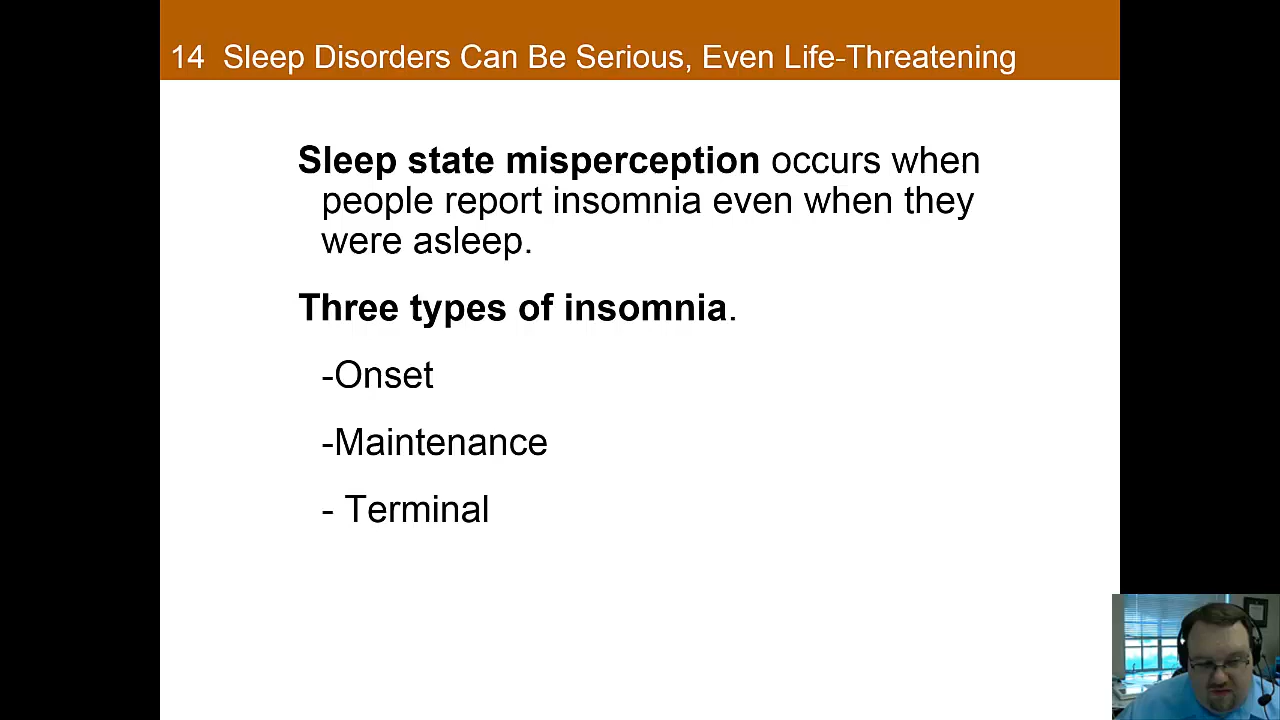 14 Sleep Disorders Can Be Serious, Even Life-Threatening
Sleep state misperception occurs when
people report insomnia even when they
were asleep.
Three types of insomnia.
-Onset
-Maintenance
- Terminal